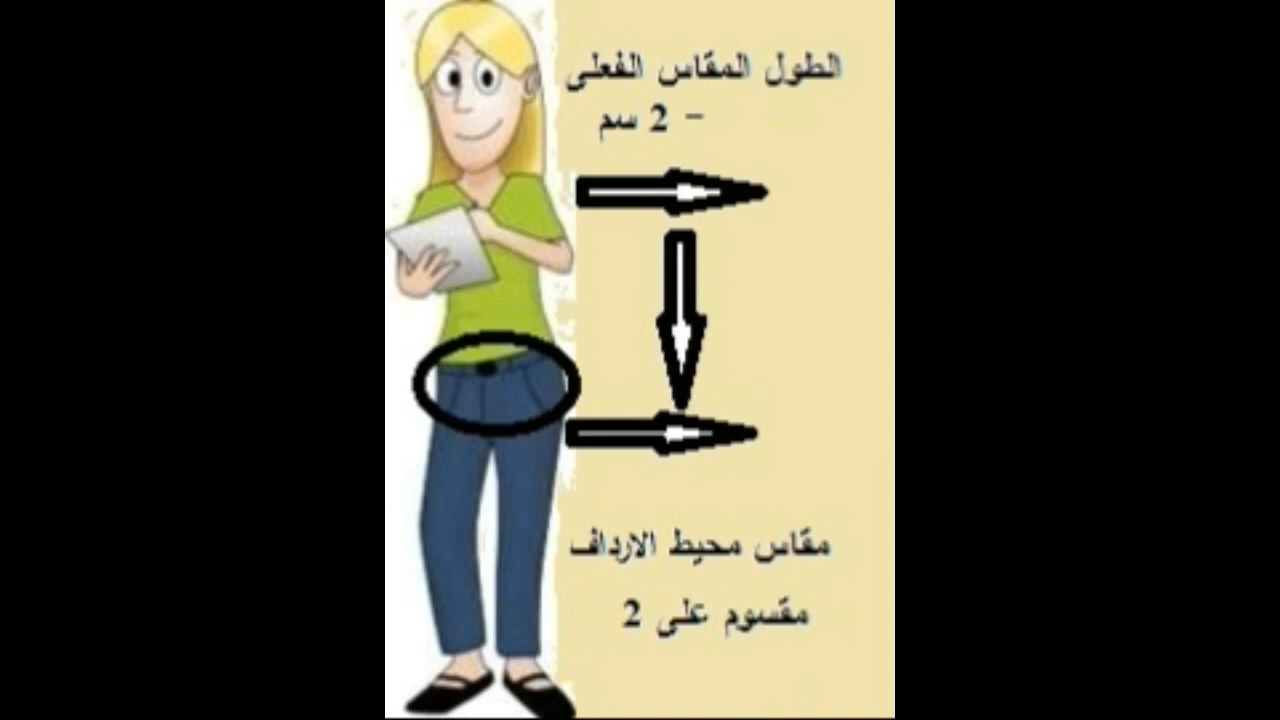 الطول المقاس الفعلى
- 2 سم
مقاس محيط الارداف
مقسوم على 2